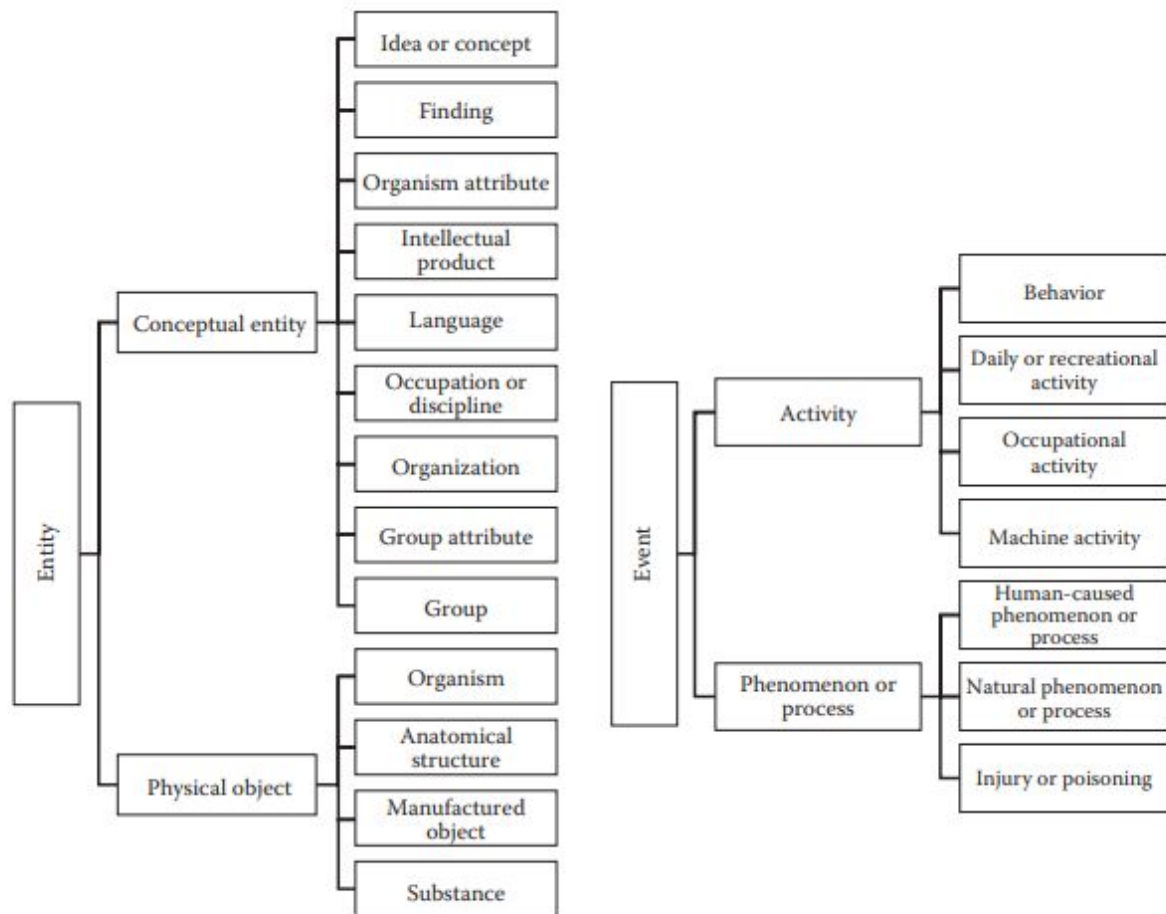 Entity
Conceptual entity
Idea or concept
Finding
Organism attribute
Intellectual
product
Language
Occupation or
discipline
Organization
Group attribute
Group
Physical object
Organism
Anatomical
structure
Manufactured
object
Substance
Event
Activity
Behavior
Daily or recreational
activity
Occupational
activity
Machine activity
Phenomenon or
process
Human-caused
phenomenon or
process
Natural phenomenon
or process
Injury or poisoning